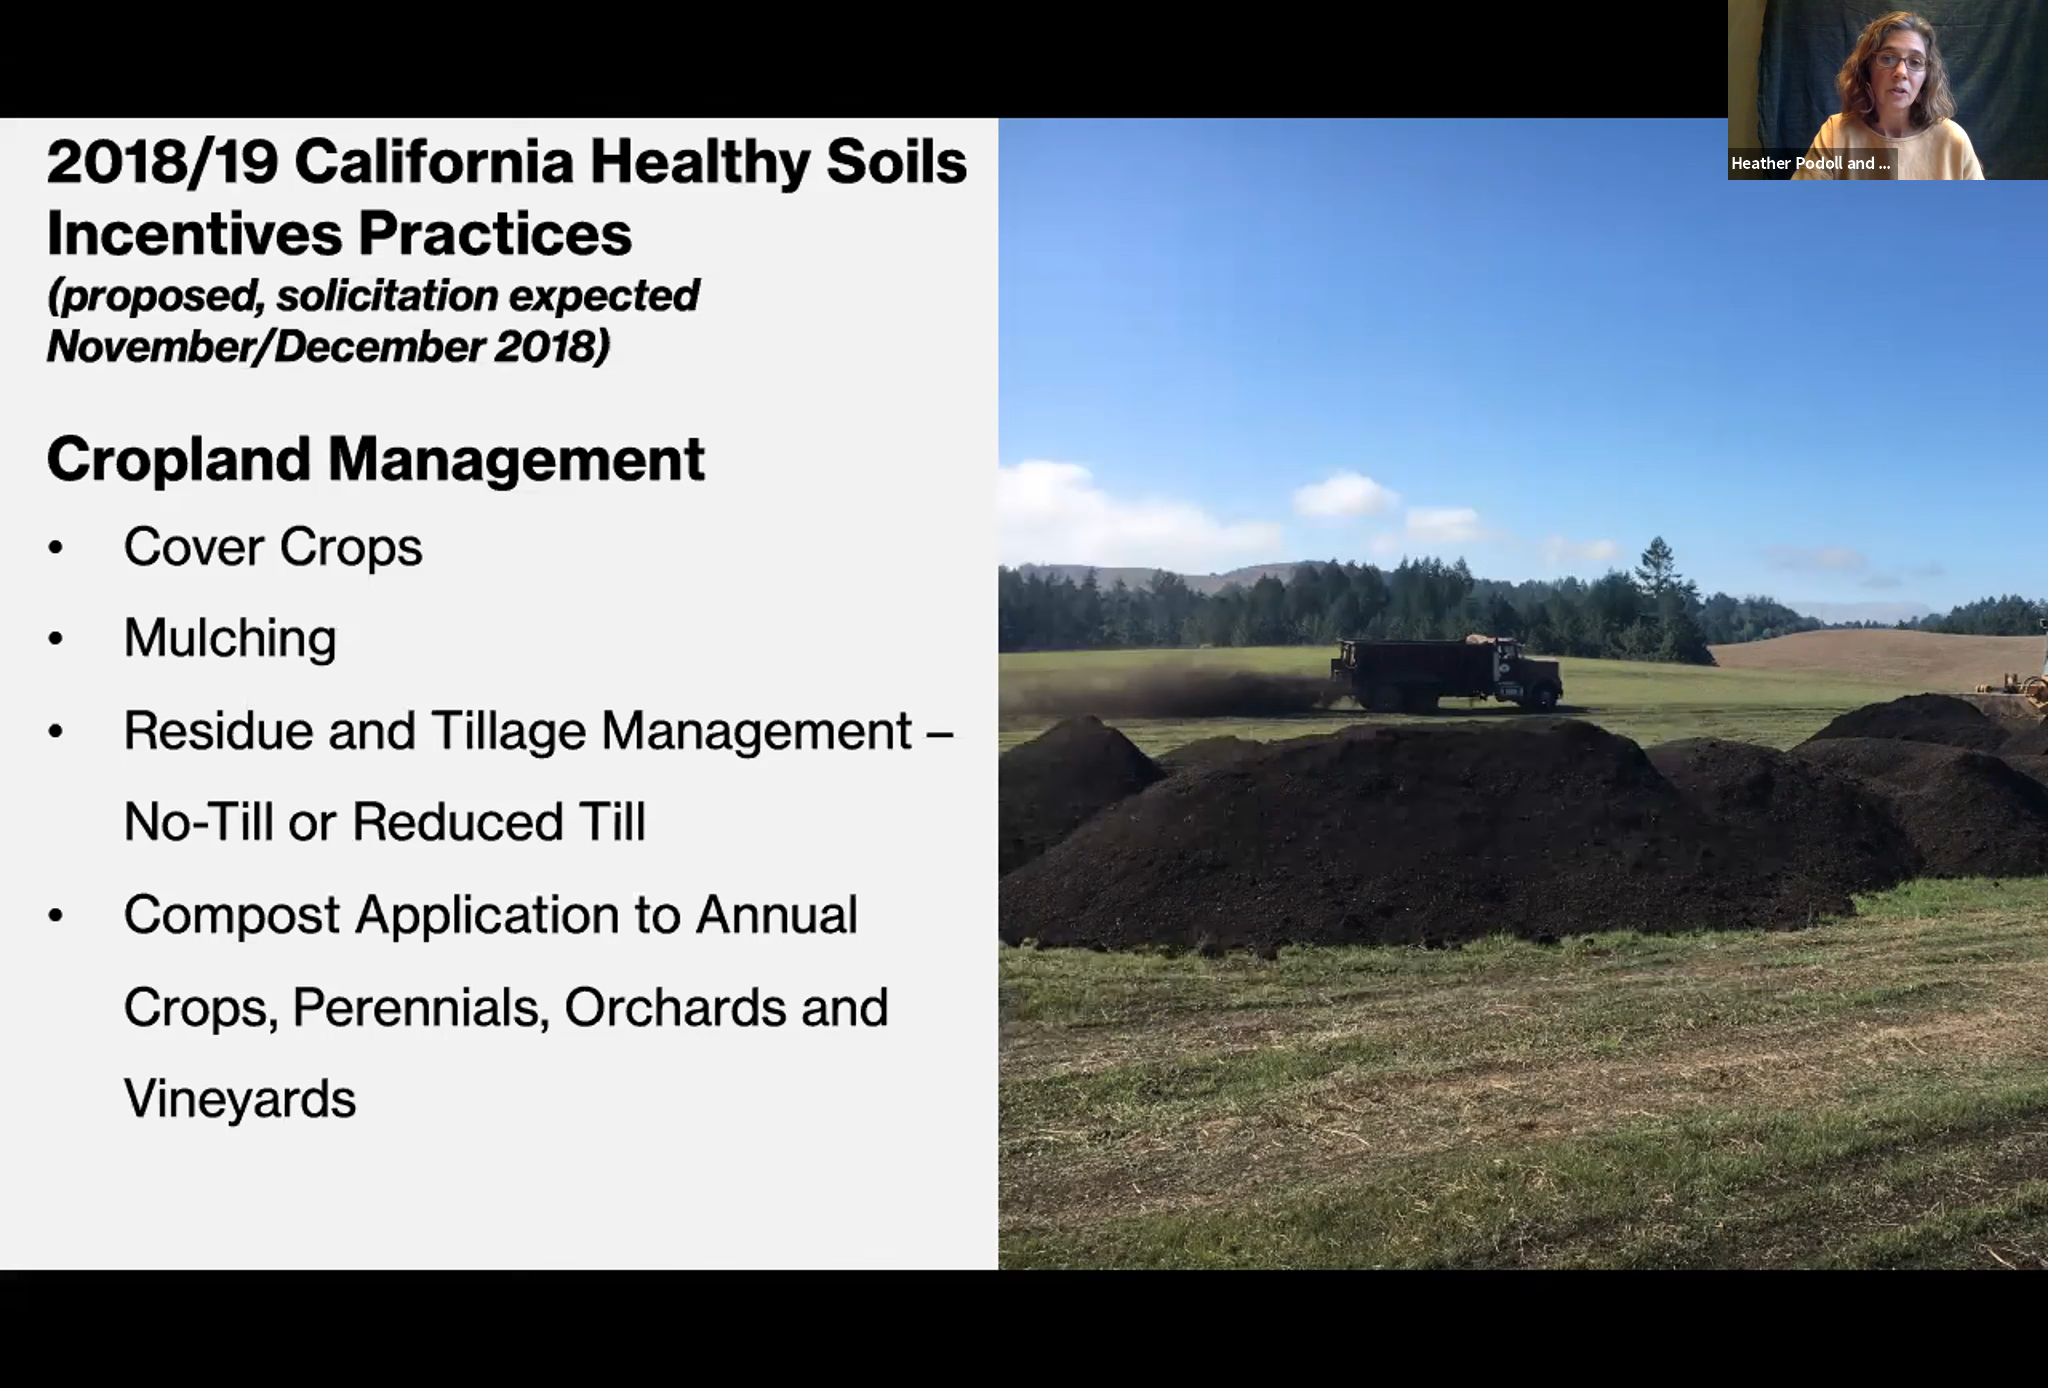 2018/19 California Healthy Soils
Incentives Practices
(proposed, solicitation expected
November/December 2018)
Cropland Management
• Cover Crops
• Mulching
• Residue and Tillage Management –
No-Till or Reduced Till
• Compost Application to Annual
Crops, Perennials, Orchards and
Vineyards
Heather Podoll and ...